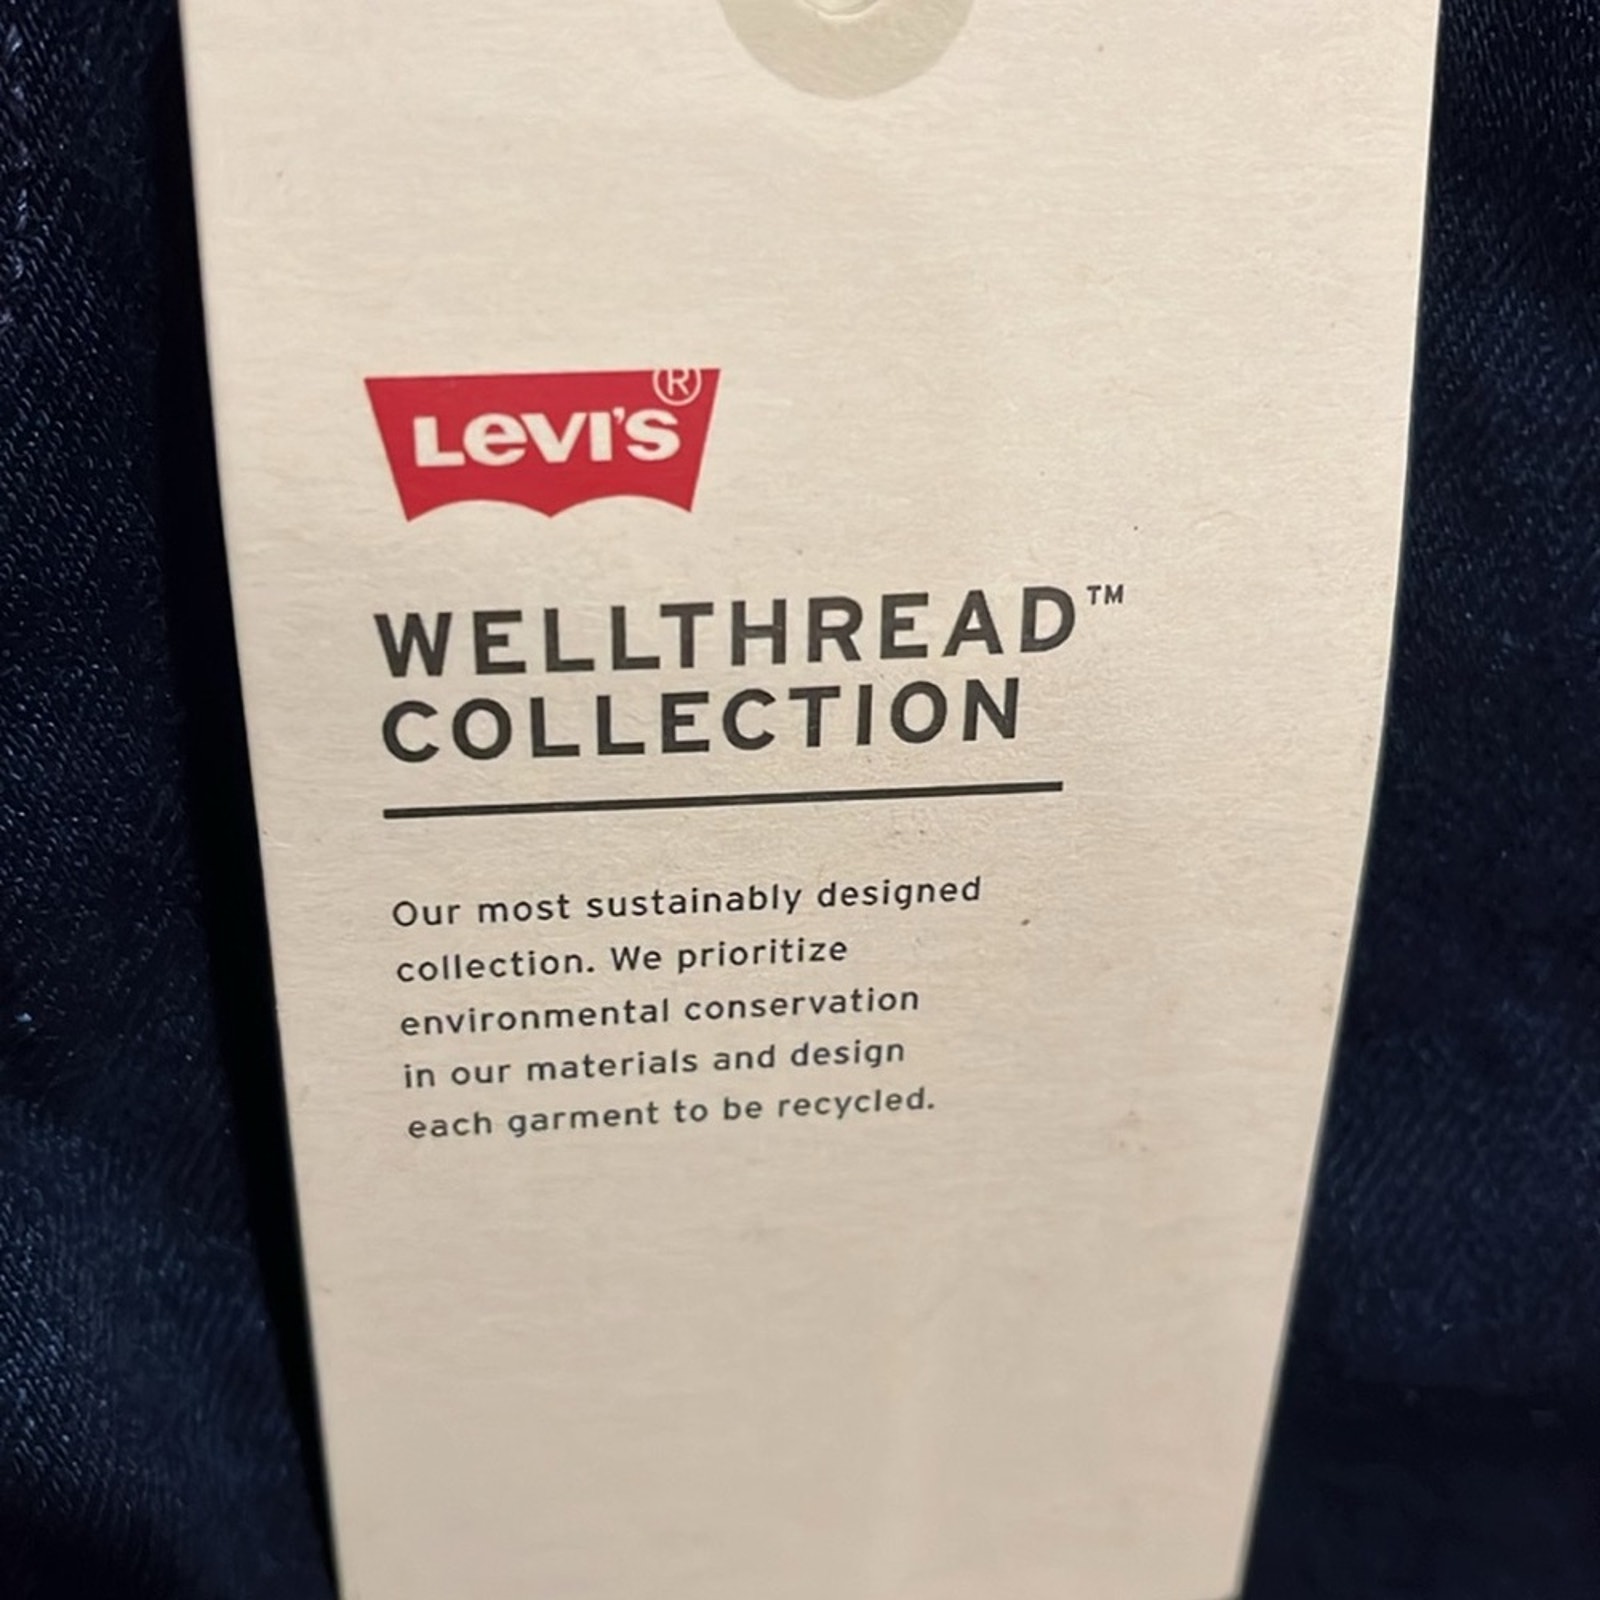 LEVI'S®
WELLTHREAD™
COLLECTION
Our most sustainably designed
collection. We prioritize
environmental conservation
in our materials and design
each garment to be recycled.